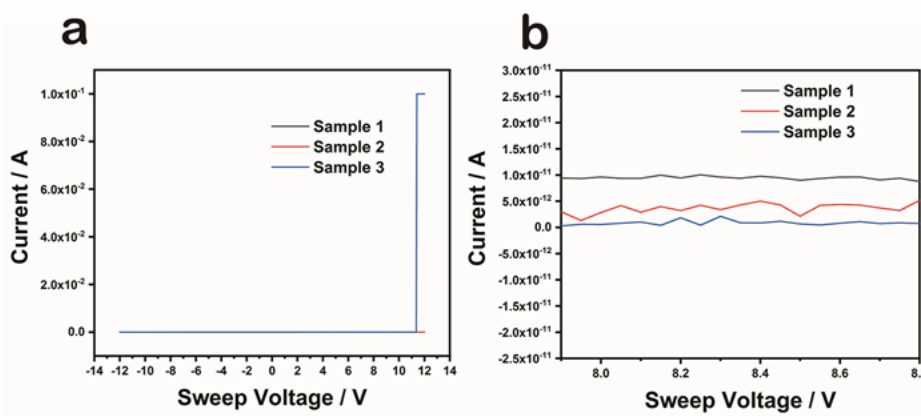 a
Current / A
1.0x10⁻¹
8.0x10⁻²
6.0x10⁻²
4.0x10⁻²
2.0x10⁻²
0.0
Sample 1
Sample 2
Sample 3
-14 -12 -10 -8 -6 -4 -2 0 2 4 6 8 10 12 14
Sweep Voltage / V
b
Current / A
3.0x10⁻¹¹
2.5x10⁻¹¹
2.0x10⁻¹¹
1.5x10⁻¹¹
1.0x10⁻¹¹
5.0x10⁻¹²
0.0
-5.0x10⁻¹²
-1.0x10⁻¹¹
-1.5x10⁻¹¹
-2.0x10⁻¹¹
-2.5x10⁻¹¹
Sample 1
Sample 2
Sample 3
8.0 8.2 8.4 8.6 8.
Sweep Voltage / V